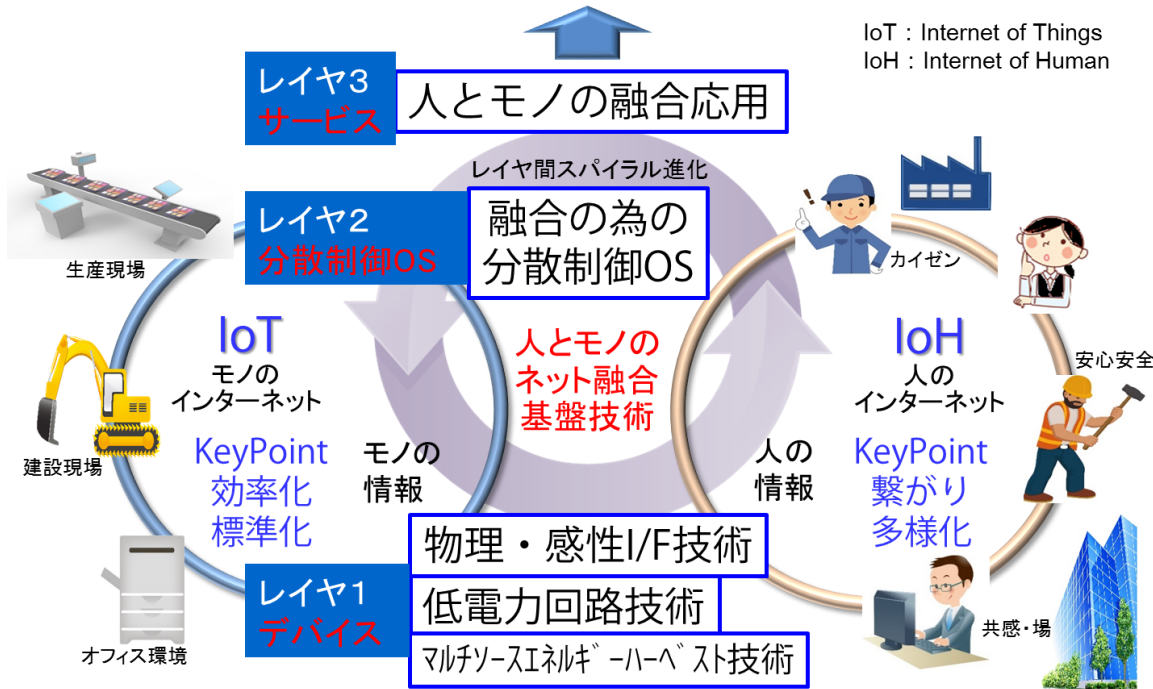 IoT：Internet of Things
IoH：Internet of Human
レイヤ3
サービス
人とモノの融合応用
レイヤ間スパイラル進化
レイヤ2
分散制御OS
融合の為の
分散制御OS
生産現場
カイゼン
IoT
モノの
インターネット
KeyPoint
効率化
標準化
モノの
情報
人とモノの
ネット融合
基盤技術
IoH
人の
インターネット
KeyPoint
繋がり
多様化
人の
情報
安心安全
建設現場
オフィス環境
共感・場
レイヤ1
デバイス
物理・感性I/F技術
低電力回路技術
ﾏﾙﾁｿｰｽｴﾈﾙｷﾞｰﾊｰﾍﾞｽﾄ技術